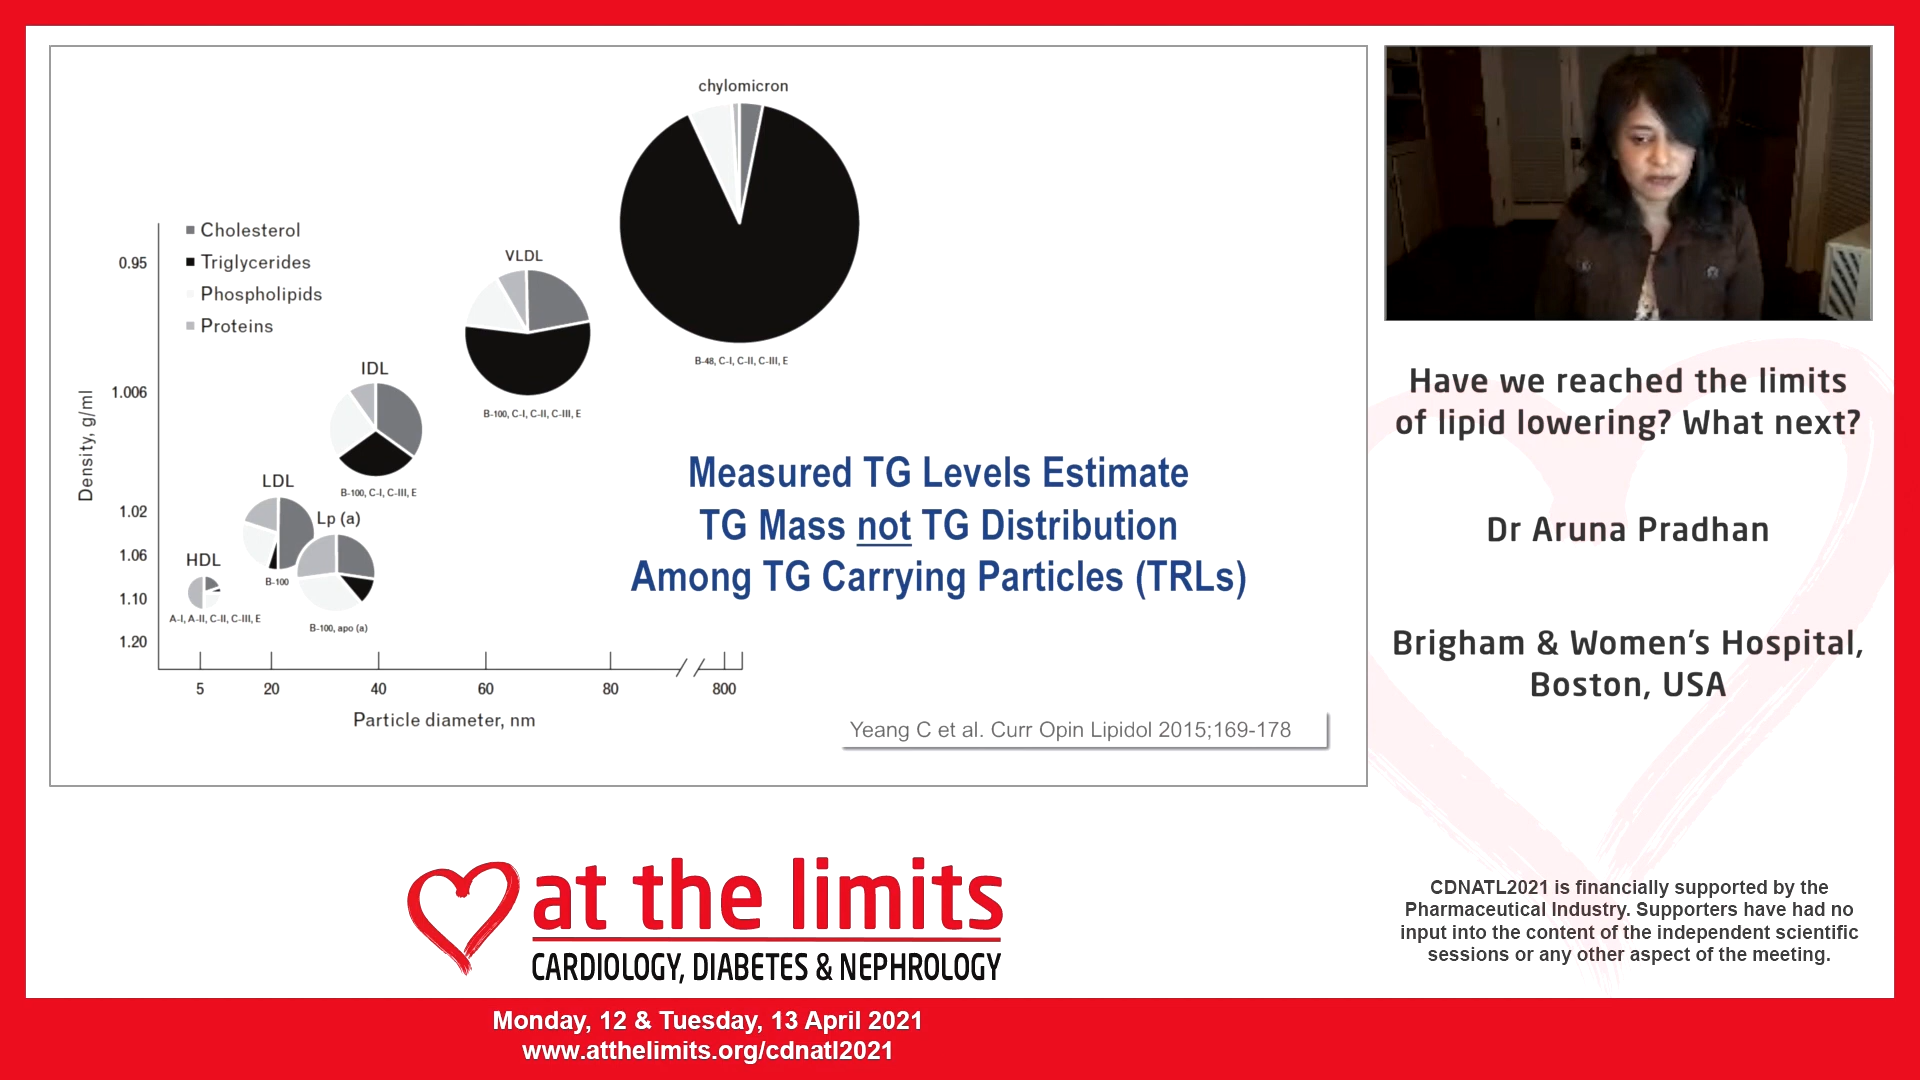 chylomicron
B-48, C-I, C-II, C-III, E
Cholesterol
Triglycerides
Phospholipids
Proteins
VLDL
B-100, C-I, C-II, C-III, E
IDL
B-100, C-I, C-III, E
LDL
B-100
Lp (a)
B-100, apo (a)
HDL
A-I, A-II, C-II, C-III, E
Density, g/ml
0.95
1.006
1.02
1.06
1.10
1.20
5 20 40 60 80 800
Particle diameter, nm
Measured TG Levels Estimate
TG Mass not TG Distribution
Among TG Carrying Particles (TRLs)
Yeang C et al. Curr Opin Lipidol 2015;169-178
Have we reached the limits
of lipid lowering? What next?
Dr Aruna Pradhan
Brigham & Women's Hospital,
Boston, USA
CDNATL2021 is financially supported by the
Pharmaceutical Industry. Supporters have had no
input into the content of the independent scientific
sessions or any other aspect of the meeting.
at the limits
CARDIOLOGY, DIABETES & NEPHROLOGY
Monday, 12 & Tuesday, 13 April 2021
www.atthelimits.org/cdnatl2021